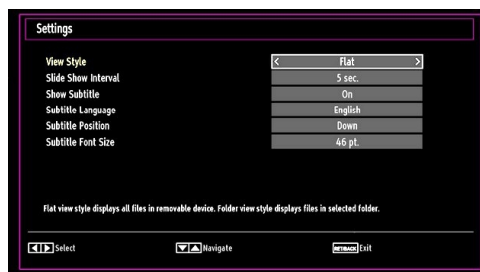 Settings
View Style < Flat >
Slide Show Interval 5 sec.
Show Subtitle On
Subtitle Language English
Subtitle Position Down
Subtitle Font Size 46 pt.
Flat view style displays all files in removable device. Folder view style displays files in selected folder.
Select Navigate RET/BACK Exit